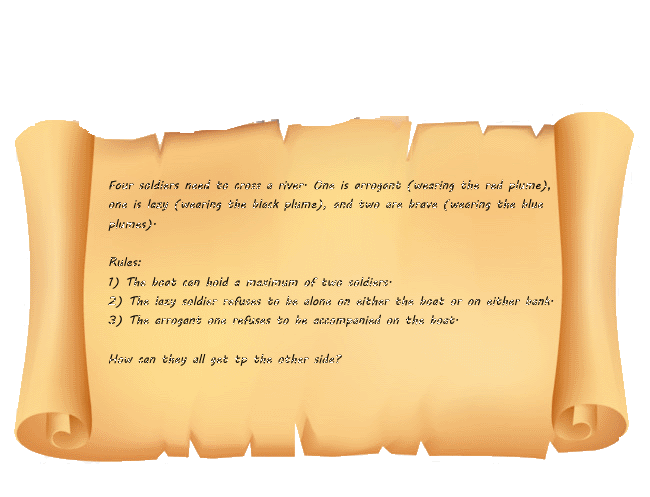 Four soldiers need to cross a river. One is arrogant (wearing the red plume),
one is lazy (wearing the black plume), and two are brave (wearing the blue
plumes).
Rules:
1) The boat can hold a maximum of two soldiers.
2) The lazy soldier refuses to be alone on either the boat or on either bank.
3) The arrogant one refuses to be accompanied on the boat.
How can they all get tp the other side?